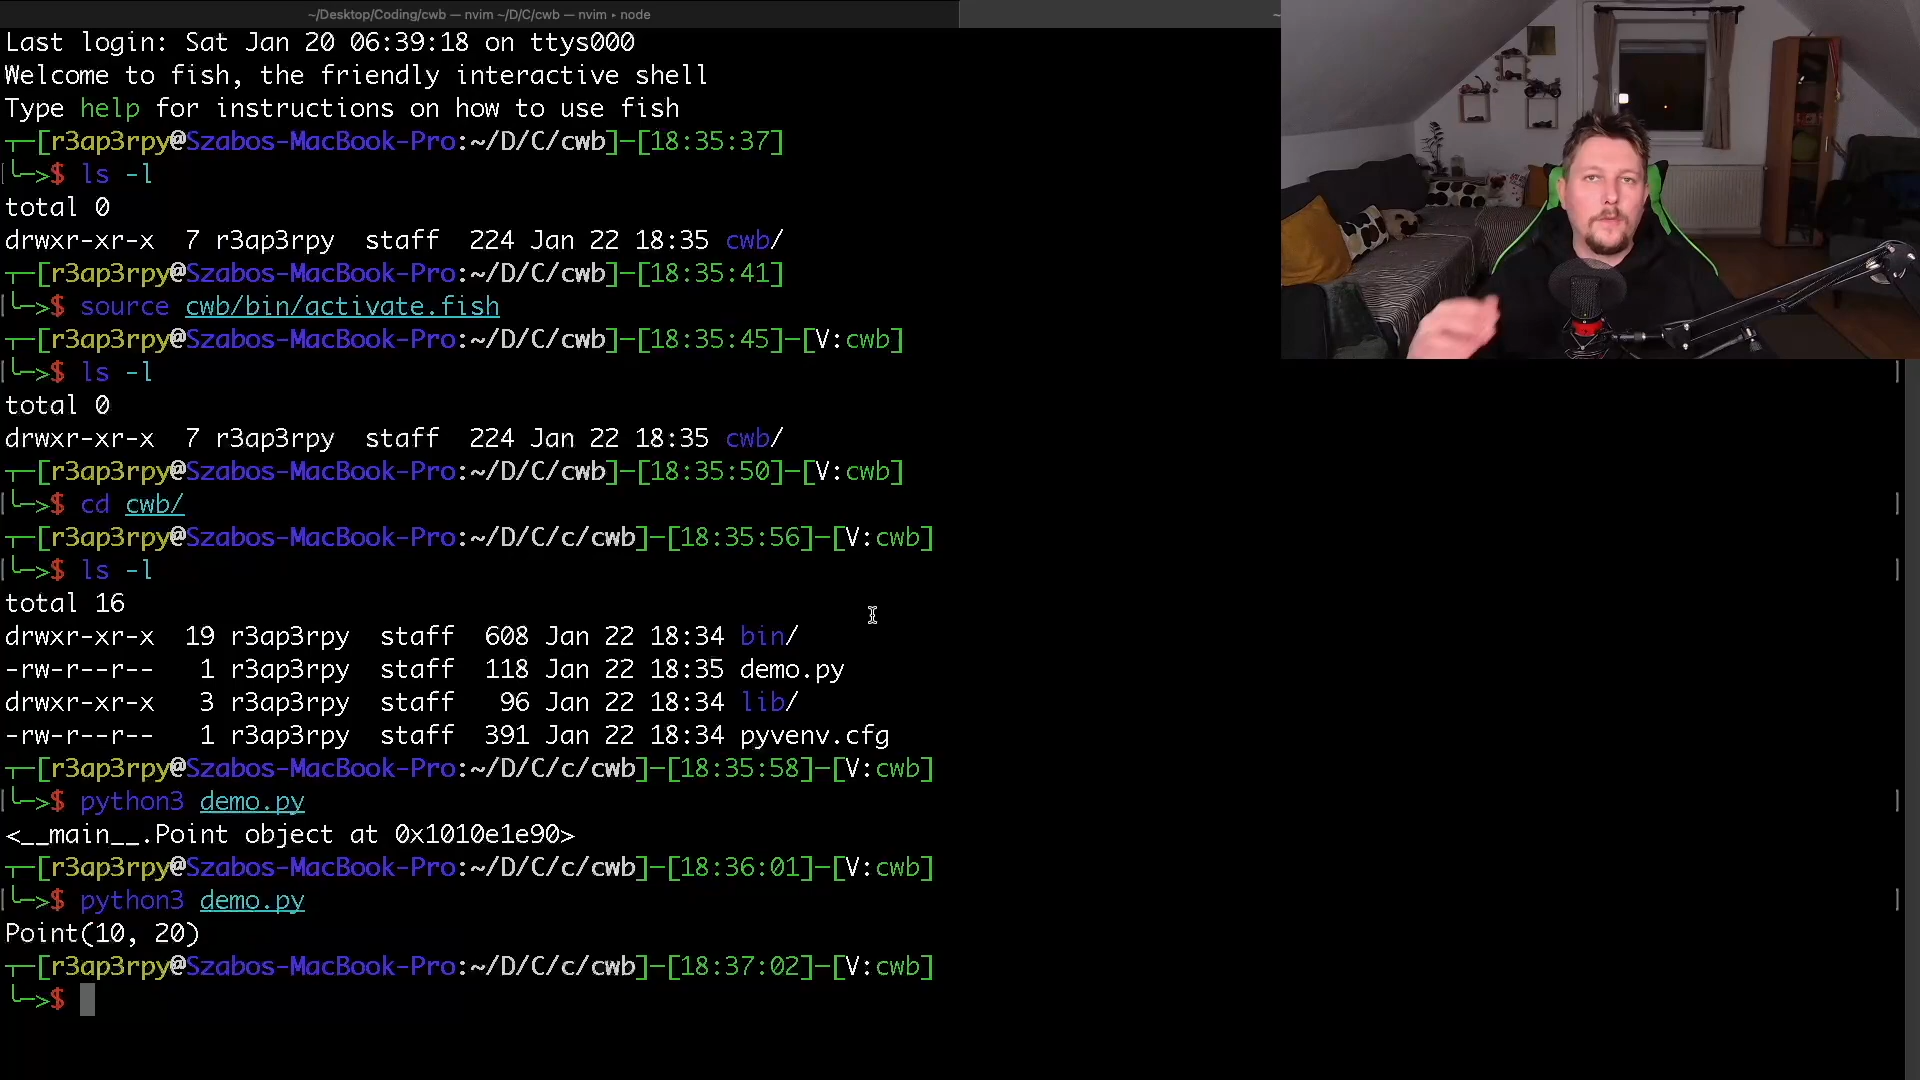 ~/Desktop/Coding/cwb — nvim ~/D/C/cwb — nvim ▸ node
Last login: Sat Jan 20 06:39:18 on ttys000
Welcome to fish, the friendly interactive shell
Type help for instructions on how to use fish
┬─[r3ap3rpy@Szabos-MacBook-Pro:~/D/C/cwb]─[18:35:37]
╰─>$ ls -l
total 0
drwxr-xr-x  7 r3ap3rpy  staff  224 Jan 22 18:35 cwb/
┬─[r3ap3rpy@Szabos-MacBook-Pro:~/D/C/cwb]─[18:35:41]
╰─>$ source cwb/bin/activate.fish
┬─[r3ap3rpy@Szabos-MacBook-Pro:~/D/C/cwb]─[18:35:45]─[V:cwb]
╰─>$ ls -l
total 0
drwxr-xr-x  7 r3ap3rpy  staff  224 Jan 22 18:35 cwb/
┬─[r3ap3rpy@Szabos-MacBook-Pro:~/D/C/cwb]─[18:35:50]─[V:cwb]
╰─>$ cd cwb/
┬─[r3ap3rpy@Szabos-MacBook-Pro:~/D/C/c/cwb]─[18:35:56]─[V:cwb]
╰─>$ ls -l
total 16
drwxr-xr-x  19 r3ap3rpy  staff  608 Jan 22 18:34 bin/
-rw-r--r--   1 r3ap3rpy  staff  118 Jan 22 18:35 demo.py
drwxr-xr-x   3 r3ap3rpy  staff   96 Jan 22 18:34 lib/
-rw-r--r--   1 r3ap3rpy  staff  391 Jan 22 18:34 pyvenv.cfg
┬─[r3ap3rpy@Szabos-MacBook-Pro:~/D/C/c/cwb]─[18:35:58]─[V:cwb]
╰─>$ python3 demo.py
<__main__.Point object at 0x1010e1e90>
┬─[r3ap3rpy@Szabos-MacBook-Pro:~/D/C/c/cwb]─[18:36:01]─[V:cwb]
╰─>$ python3 demo.py
Point(10, 20)
┬─[r3ap3rpy@Szabos-MacBook-Pro:~/D/C/c/cwb]─[18:37:02]─[V:cwb]
╰─>$